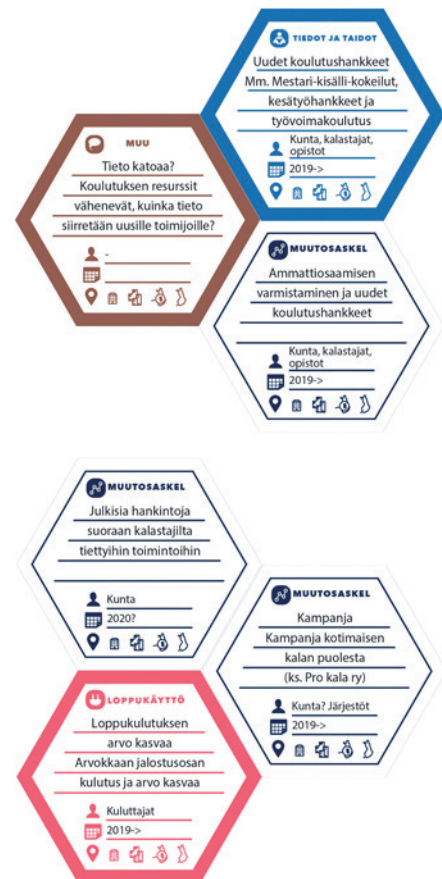 TIEDOT JA TAIDOT
Uudet koulutushankkeet
Mm. Mestari-kisälli-kokeilut,
kesätyöhankkeet ja
työvoimakoulutus
Kunta, kalastajat,
opistot
2019->
MUU
Tieto katoaa?
Koulutuksen resurssit
vähenevät, kuinka tieto
siirretään uusille toimijoille?
-
MUUTOSASKEL
Ammattiosaamisen
varmistaminen ja uudet
koulutushankkeet
Kunta, kalastajat,
opistot
2019->
MUUTOSASKEL
Julkisia hankintoja
suoraan kalastajilta
tiettyihin toimintoihin
Kunta
2020?
MUUTOSASKEL
Kampanja
Kampanja kotimaisen
kalan puolesta
(ks. Pro kala ry)
Kunta? Järjestöt
2019->
LOPPUKÄYTTÖ
Loppukulutuksen
arvo kasvaa
Arvokkaan jalostusosan
kulutus ja arvo kasvaa
Kuluttajat
2019->